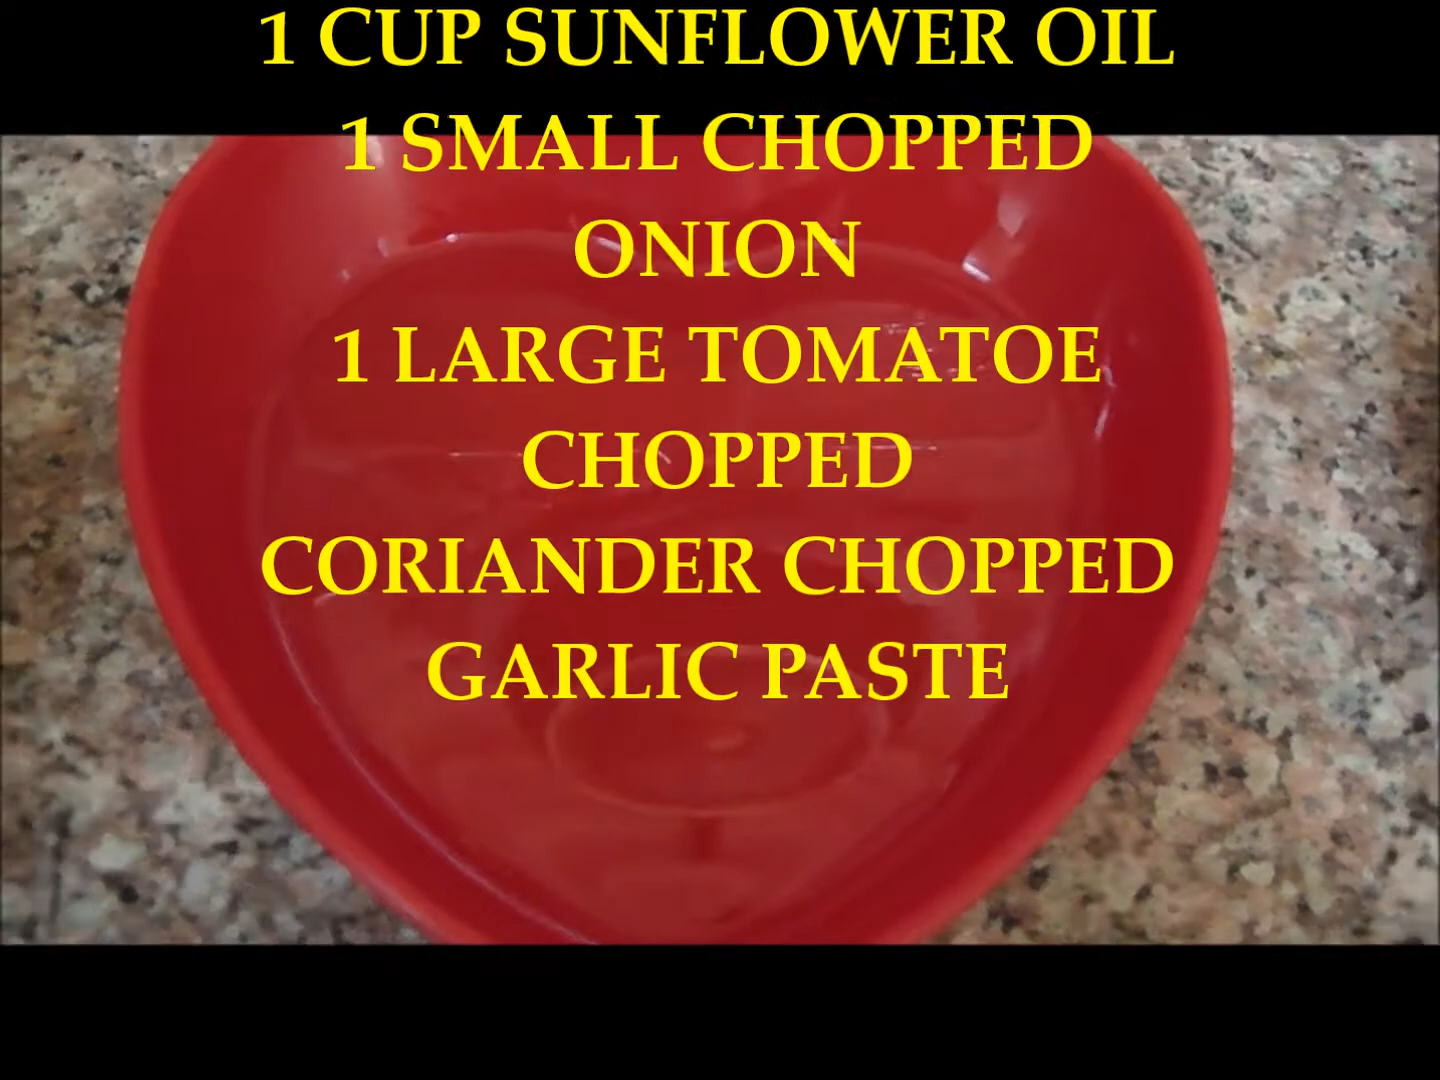 1 CUP SUNFLOWER OIL
1 SMALL CHOPPED
ONION
1 LARGE TOMATOE
CHOPPED
CORIANDER CHOPPED
GARLIC PASTE